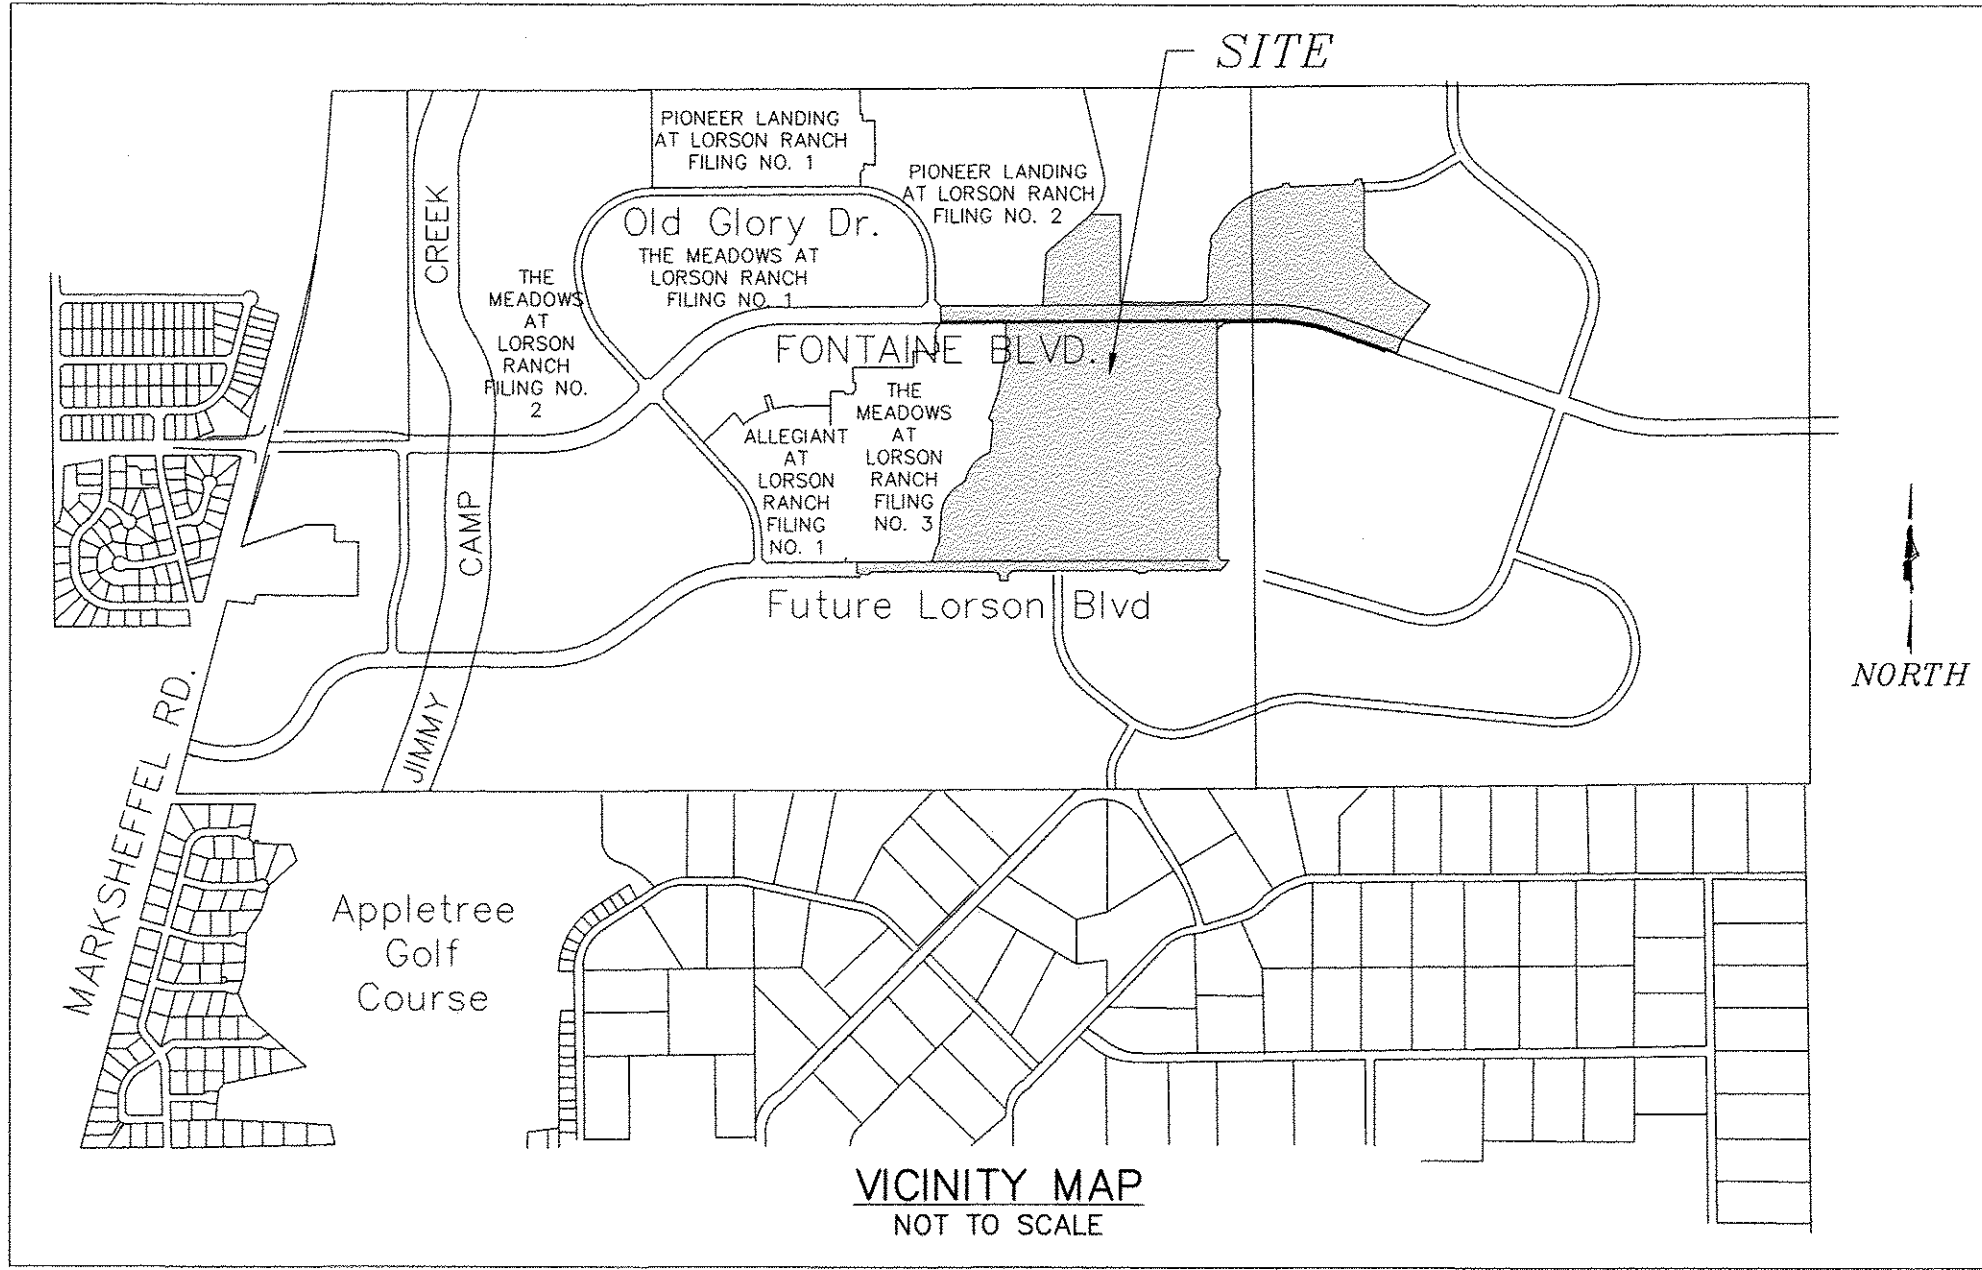 SITE
PIONEER LANDING
AT LORSON RANCH
FILING NO. 1
PIONEER LANDING
AT LORSON RANCH
FILING NO. 2
CREEK
Old Glory Dr.
THE MEADOWS AT
LORSON RANCH
FILING NO. 1
THE
MEADOWS
AT
LORSON
RANCH
FILING NO.
2
FONTAINE BLVD.
THE
MEADOWS
AT
LORSON
RANCH
FILING
NO. 3
ALLEGIANT
AT
LORSON
RANCH
FILING
NO. 1
CAMP
Future Lorson Blvd
JIMMY
NORTH
MARKSHEFFEL RD.
Appletree
Golf
Course
VICINITY MAP
NOT TO SCALE